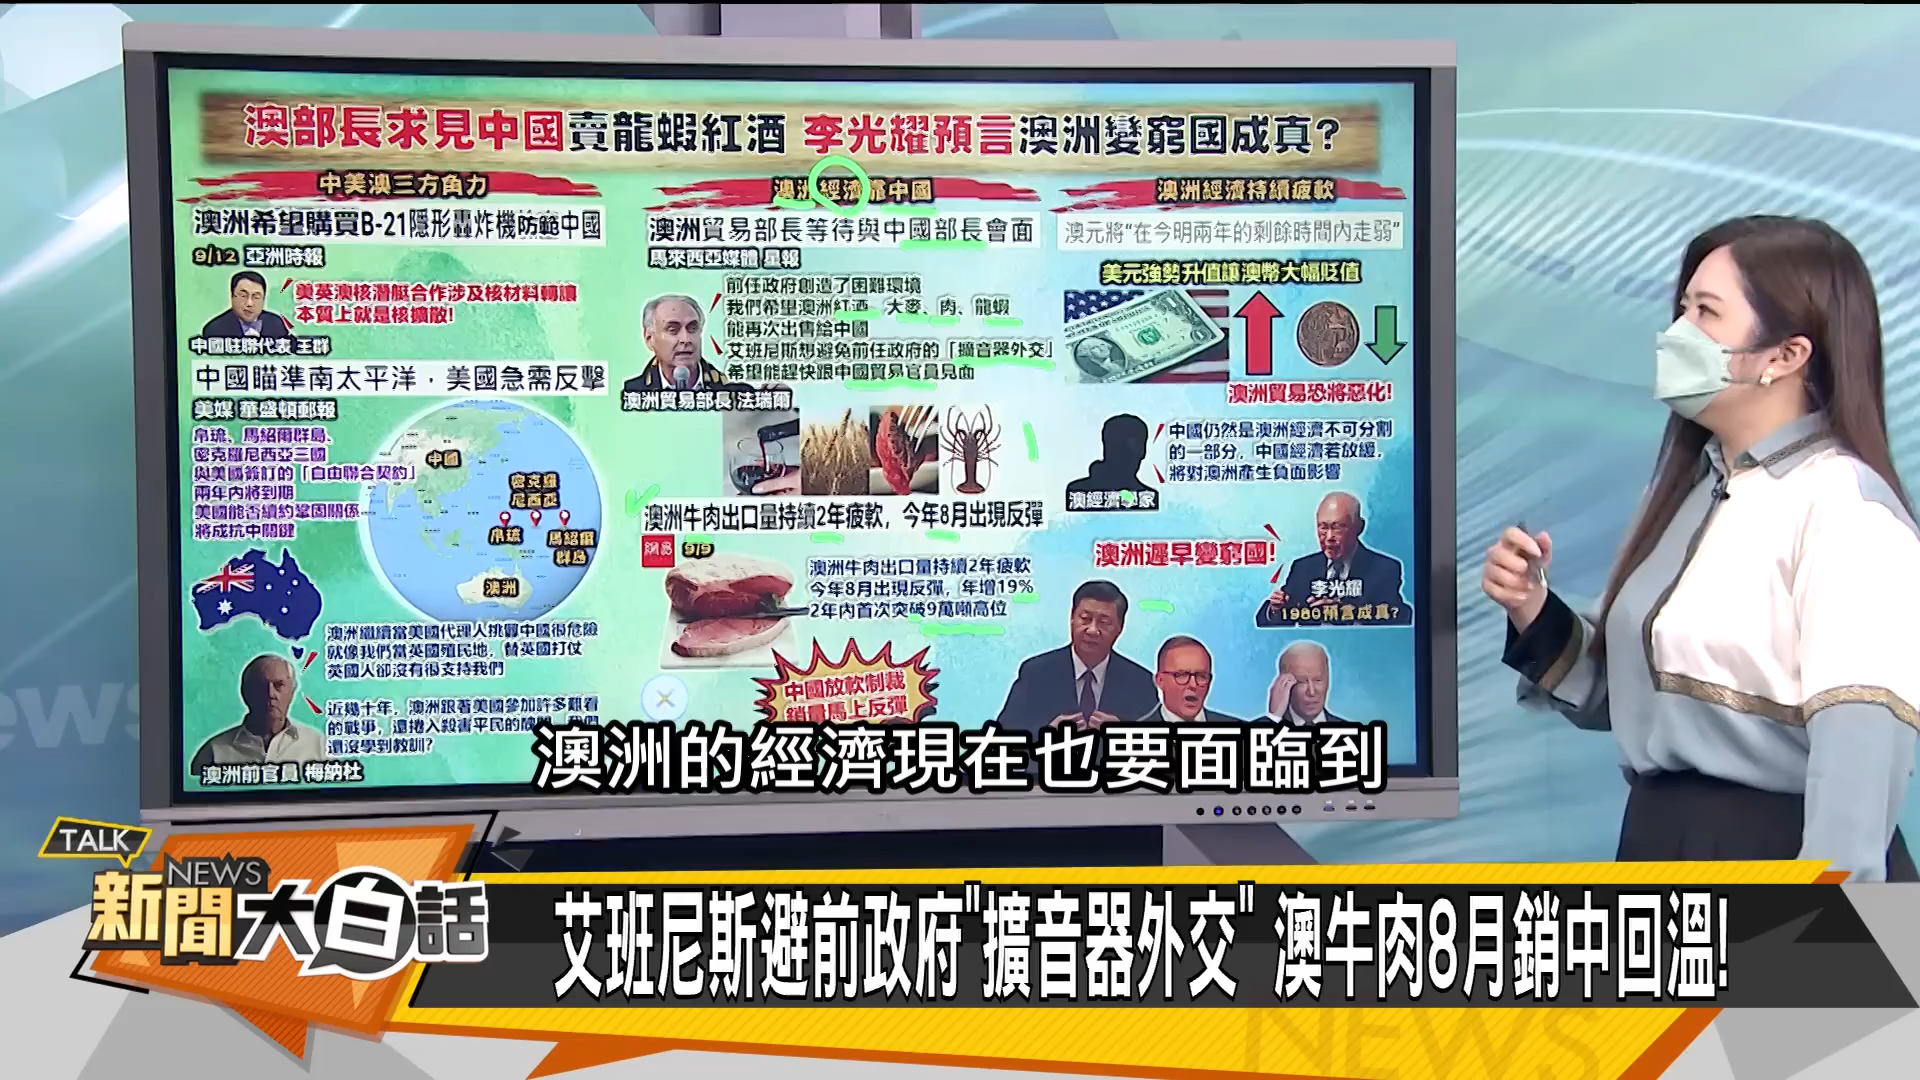 澳部長求見中國賣龍蝦紅酒 李光耀預言澳洲變窮國成真?
中美澳三方角力
澳洲希望購買B-21隱形轟炸機防範中國
9/12 亞洲時報
美英澳核潛艇合作涉及核材料轉讓
本質上就是核擴散!
中國駐聯代表 王群
中國瞄準南太平洋，美國急需反擊
美媒 華盛頓郵報
帛琉、馬紹爾群島、
密克羅尼西亞三國
與美國簽訂的「自由聯合契約」
兩年內將到期
美國能否續約鞏固關係
將成抗中關鍵
中國
密克羅
尼西亞
帛琉
馬紹爾
群島
澳洲
澳洲繼續當美國代理人挑釁中國很危險
就像我們當英國殖民地，替英國打仗
英國人卻沒有很支持我們
近幾十年，澳洲跟著美國參加許多難看
的戰爭，還捲入殺害平民的
還沒學到教訓?
澳洲前官員 梅納杜
澳洲經濟靠中國
澳洲貿易部長等待與中國部長會面
馬來西亞媒體 星報
前任政府創造了困難環境
我們希望澳洲紅酒、大麥、肉、龍蝦
能再次出售給中國
艾班尼斯想避免前任政府的「擴音器外交」
希望能趕快跟中國貿易官員見面
澳洲貿易部長 法瑞爾
澳洲牛肉出口量持續2年疲軟，今年8月出現反彈
網易 9/9
澳洲牛肉出口量持續2年疲軟
今年8月出現反彈，年增19%
2年內首次突破9萬噸高位
中國放軟制裁
銷量馬上反彈
澳洲經濟持續疲軟
澳元將“在今明兩年的剩餘時間內走弱”
美元強勢升值讓澳幣大幅貶值
澳洲貿易恐將惡化!
中國仍然是澳洲經濟不可分割
的一部分，中國經濟若放緩，
將對澳洲產生負面影響
澳經濟學家
澳洲遲早變窮國!
李光耀
(1980預言成真?)
澳洲的經濟現在也要面臨到
TALK
NEWS
新聞大白話
艾班尼斯避前政府"擴音器外交" 澳牛肉8月銷中回溫!
NEWS